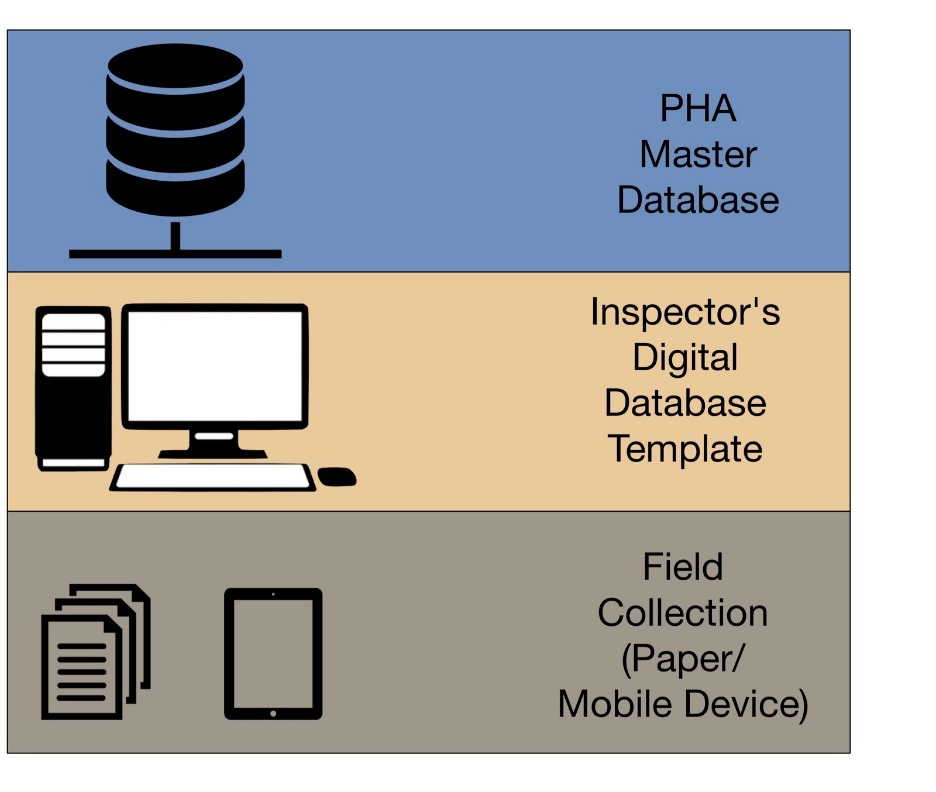 PHA
Master
Database
Inspector's
Digital
Database
Template
Field
Collection
(Paper/
Mobile Device)